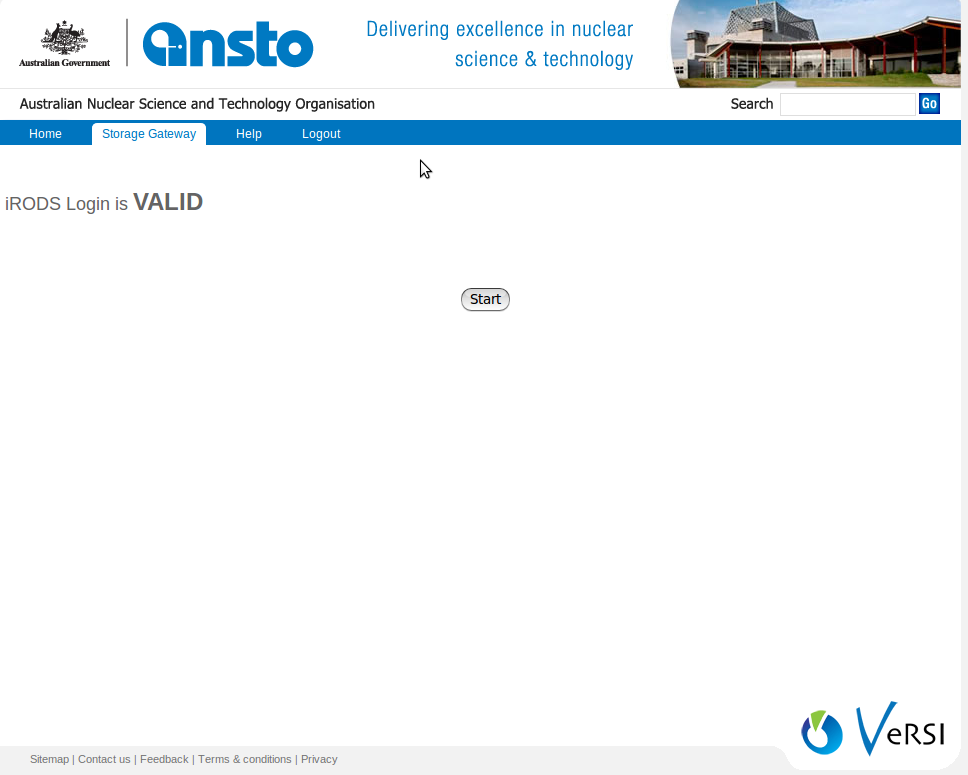 Australian Government
ansto
Delivering excellence in nuclear
science & technology
Australian Nuclear Science and Technology Organisation
Search Go
Home Storage Gateway Help Logout
iRODS Login is VALID
Start
VeRSI
Sitemap | Contact us | Feedback | Terms & conditions | Privacy